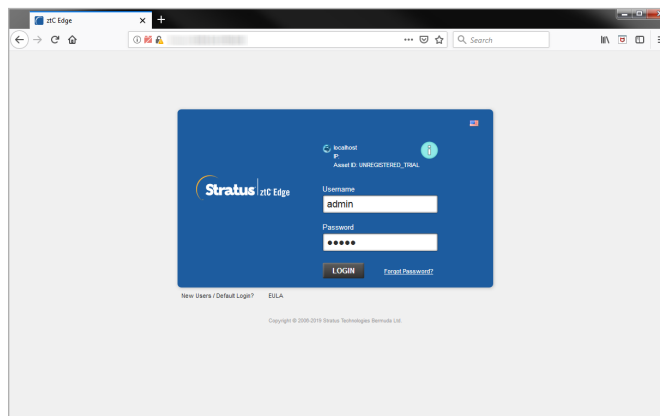 ztC Edge
Search
localhost
IP:
Asset ID: UNREGISTERED_TRIAL
Stratus ztC Edge
Username
admin
Password
LOGIN
Forgot Password?
New Users / Default Login?
EULA
Copyright © 2008-2019 Stratus Technologies Bermuda Ltd.